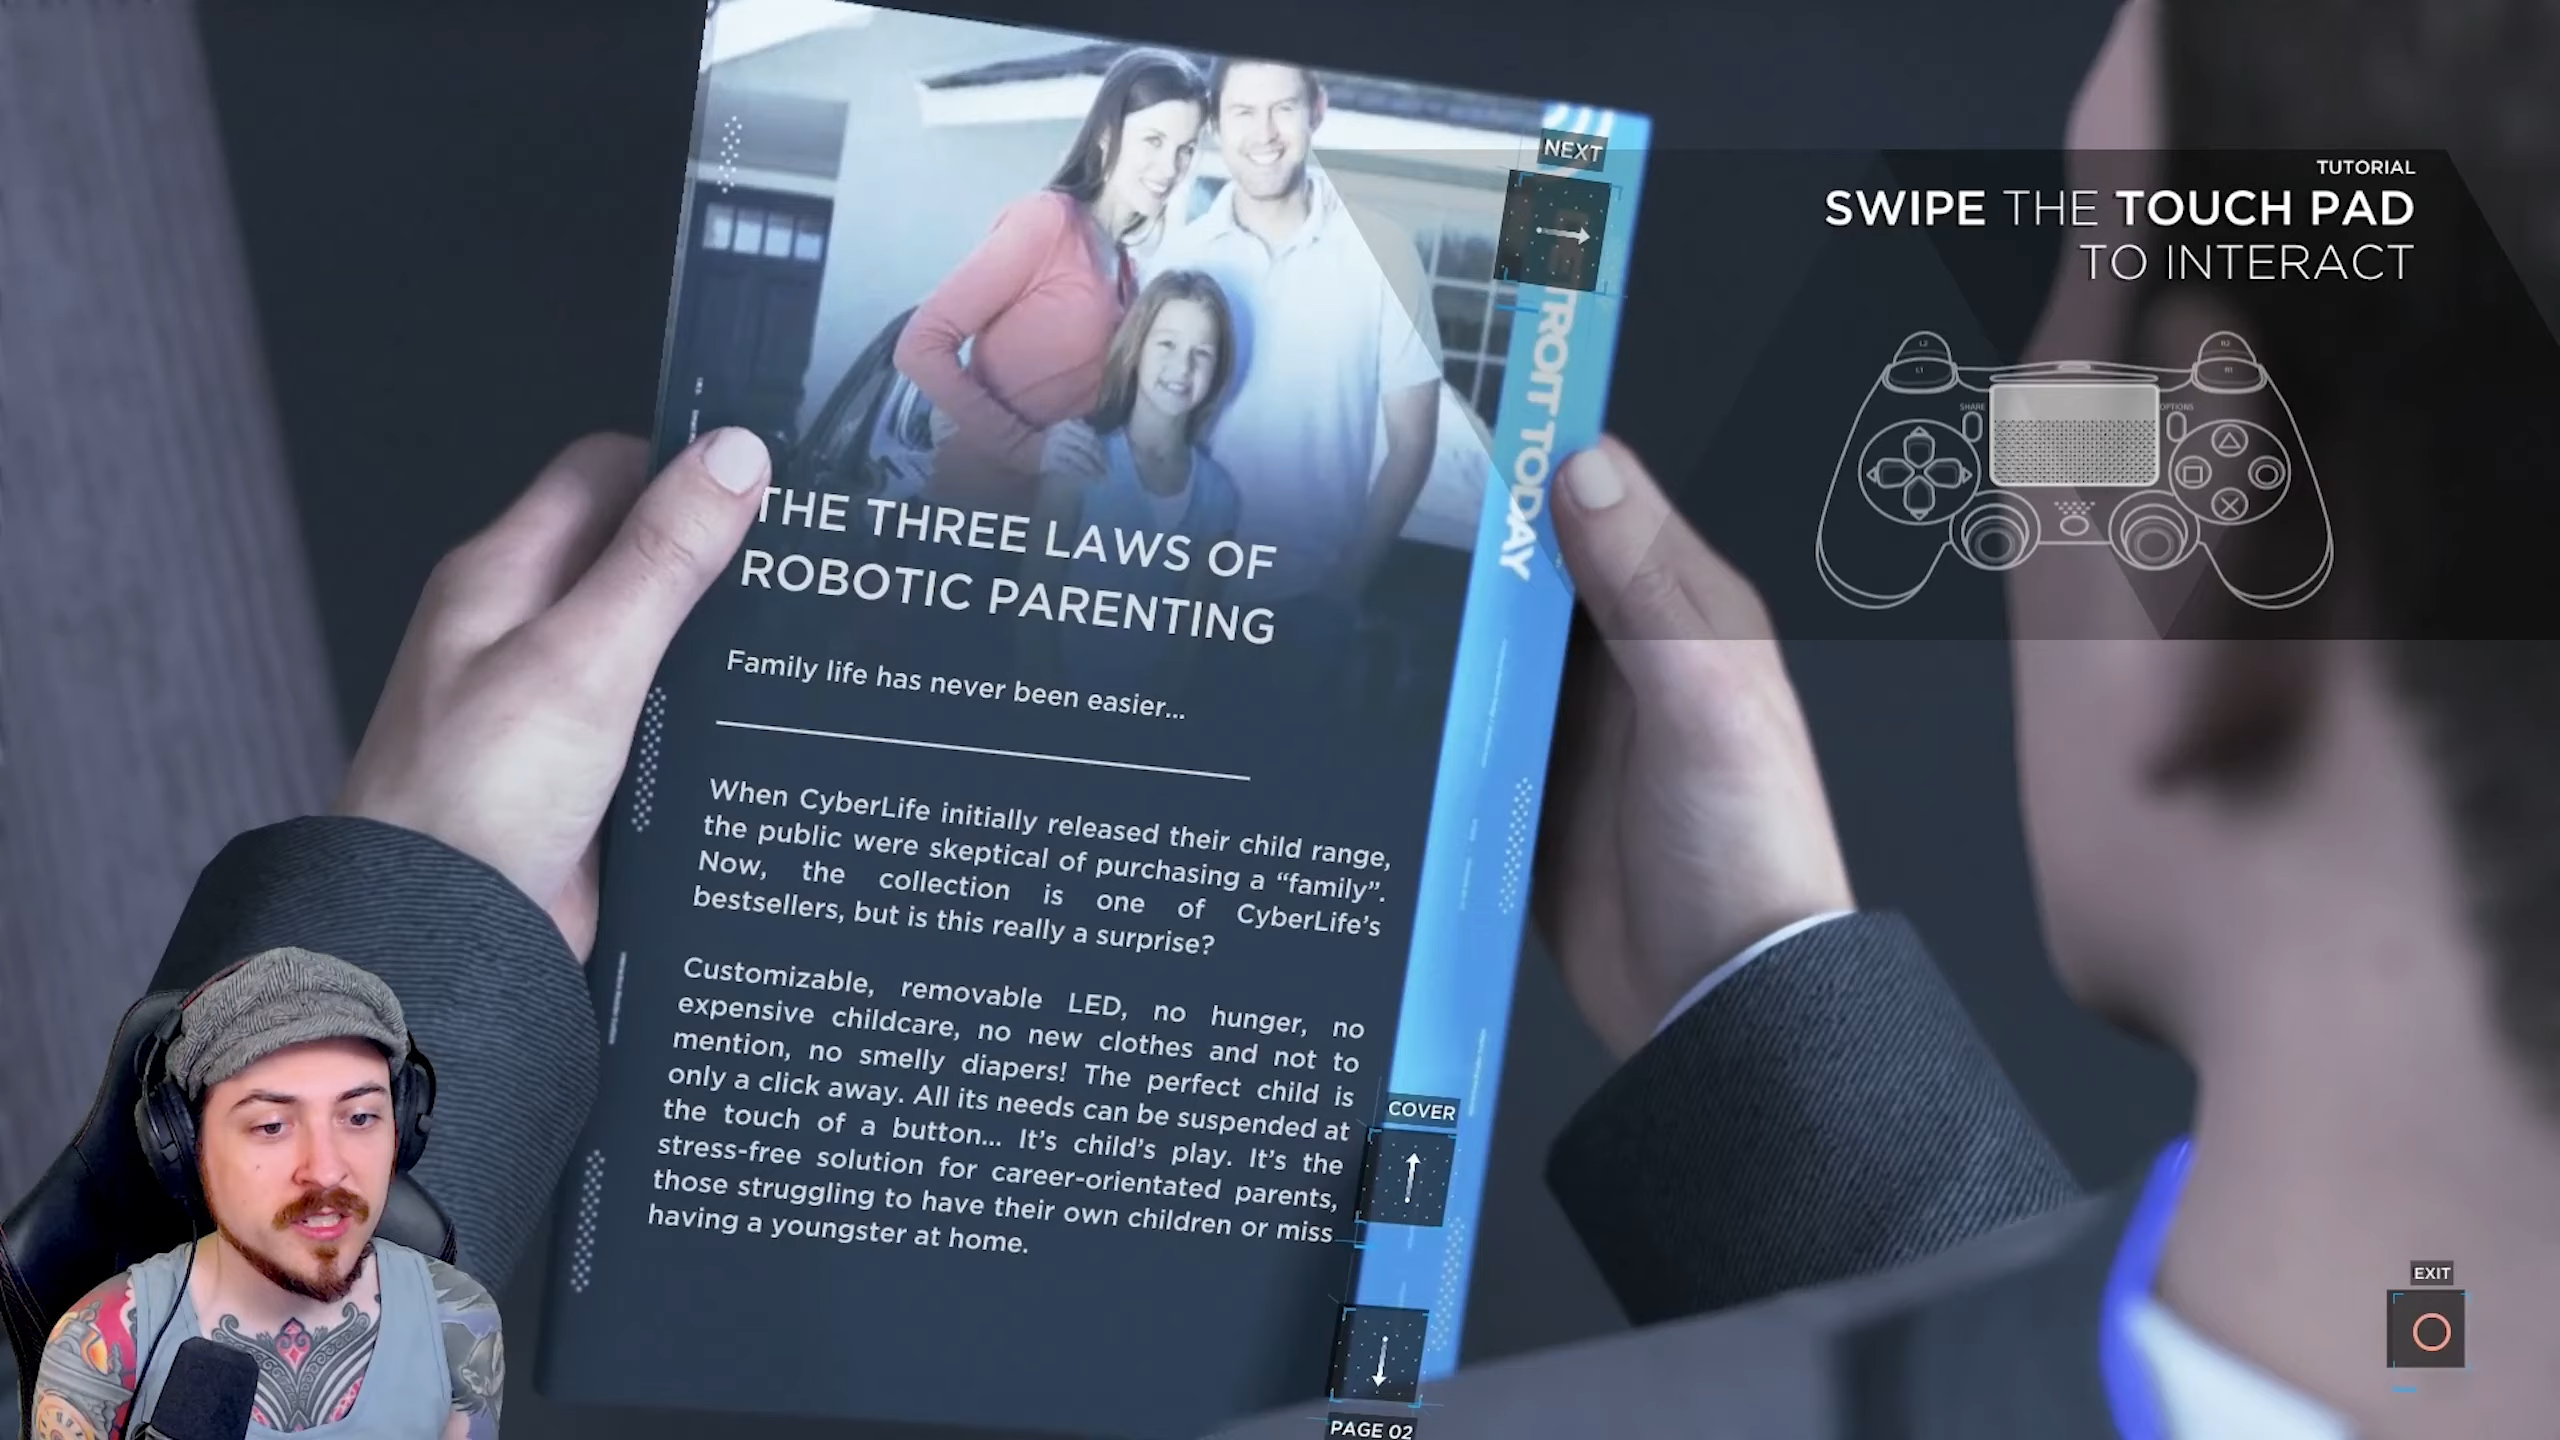 NEXT
TUTORIAL
SWIPE THE TOUCH PAD
TO INTERACT
L2
R2
L1
R1
SHARE
OPTIONS
TROIT TODAY
THE THREE LAWS OF
ROBOTIC PARENTING
Family life has never been easier...
When CyberLife initially released their child range,
the public were skeptical of purchasing a “family”.
Now, the collection is one of CyberLife’s
bestsellers, but is this really a surprise?
Customizable, removable LED, no hunger, no
expensive childcare, no new clothes and not to
mention, no smelly diapers! The perfect child is
only a click away. All its needs can be suspended at
the touch of a button... It’s child’s play. It’s the
stress-free solution for career-orientated parents,
those struggling to have their own children or miss
having a youngster at home.
COVER
PAGE 02
EXIT